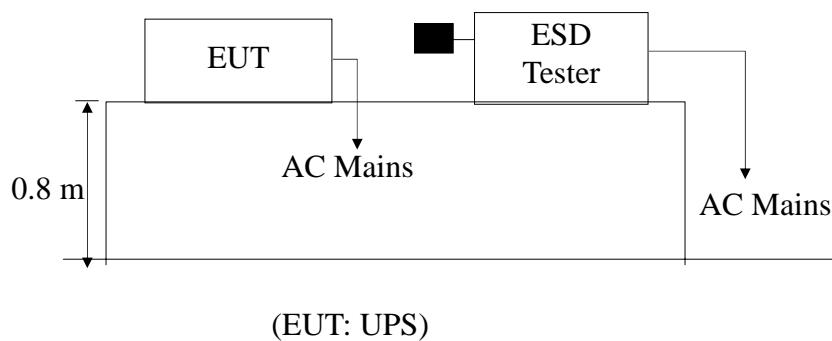 EUT
ESD
Tester
AC Mains
0.8 m
AC Mains
(EUT: UPS)